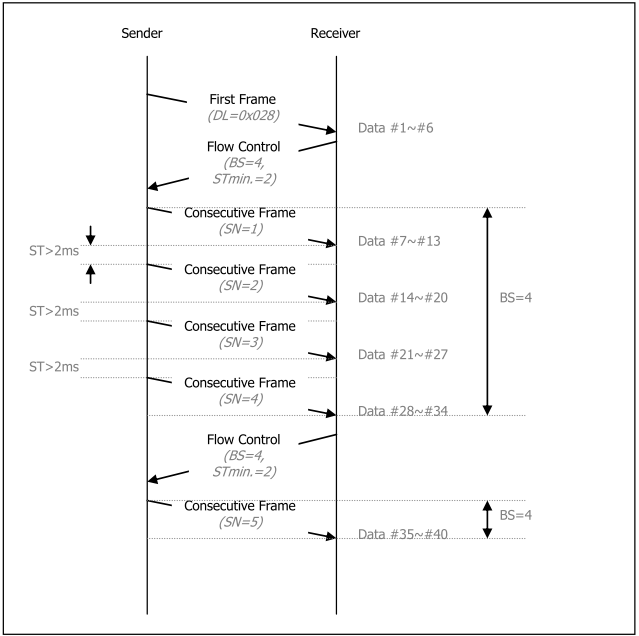 Sender
Receiver
First Frame
(DL=0x028)
Data #1~#6
Flow Control
(BS=4,
STmin.=2)
Consecutive Frame
(SN=1)
Data #7~#13
ST>2ms
Consecutive Frame
(SN=2)
Data #14~#20
BS=4
ST>2ms
Consecutive Frame
(SN=3)
Data #21~#27
ST>2ms
Consecutive Frame
(SN=4)
Data #28~#34
Flow Control
(BS=4,
STmin.=2)
Consecutive Frame
(SN=5)
BS=4
Data #35~#40